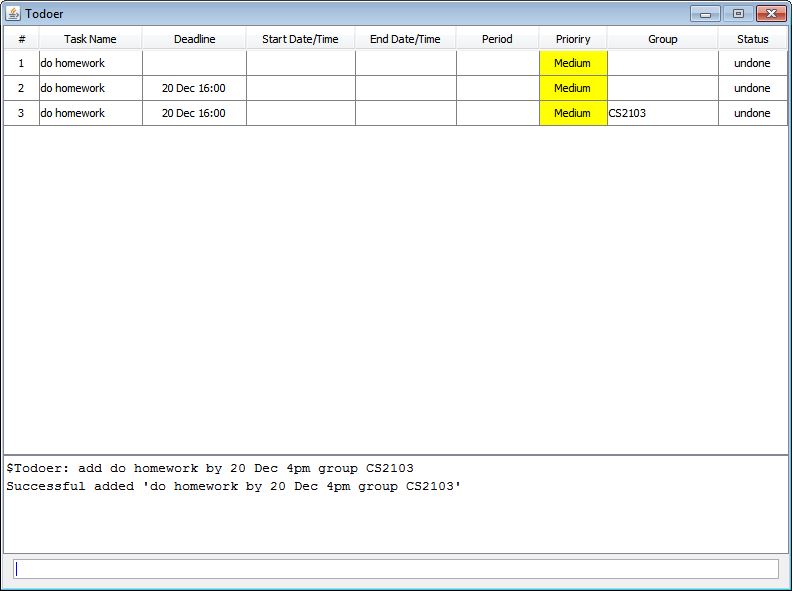 Todoer
# Task Name Deadline Start Date/Time End Date/Time Period Prioriry Group Status
1 do homework Medium undone
2 do homework 20 Dec 16:00 Medium undone
3 do homework 20 Dec 16:00 Medium CS2103 undone
$Todoer: add do homework by 20 Dec 4pm group CS2103
Successful added 'do homework by 20 Dec 4pm group CS2103'